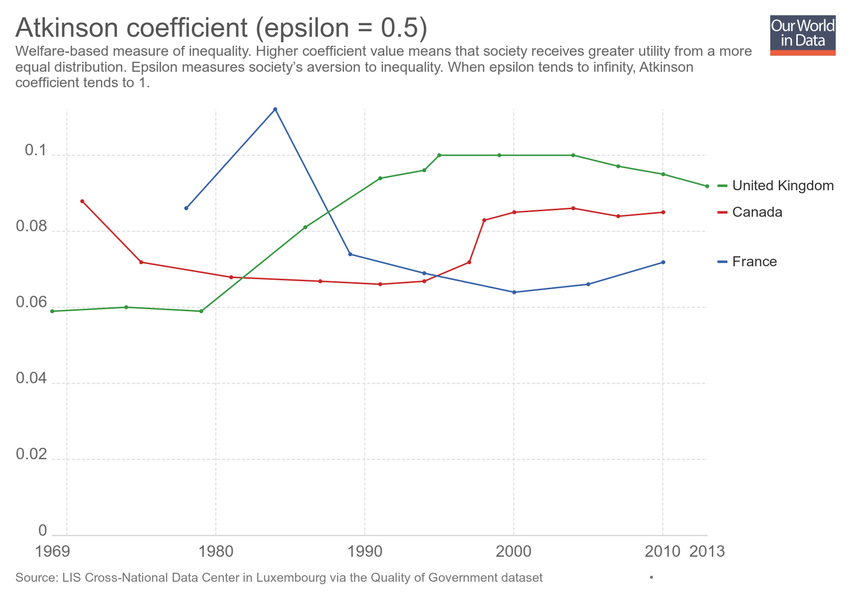 Atkinson coefficient (epsilon = 0.5)
Our World
in Data
Welfare-based measure of inequality. Higher coefficient value means that society receives greater utility from a more
equal distribution. Epsilon measures society's aversion to inequality. When epsilon tends to infinity, Atkinson
coefficient tends to 1.
0.1
United Kingdom
0.08
Canada
France
0.06
0.04
0.02
0
1969 1980 1990 2000 2010 2013
Source: LIS Cross-National Data Center in Luxembourg via the Quality of Government dataset •